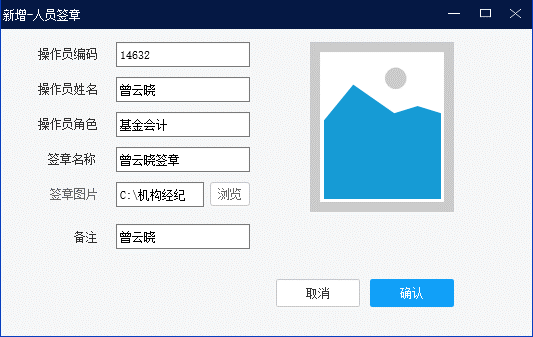 新增-人员签章
操作员编码 14632
操作员姓名 曾云晓
操作员角色 基金会计
签章名称 曾云晓签章
签章图片 C:\机构经纪 浏览
备注 曾云晓
取消 确认